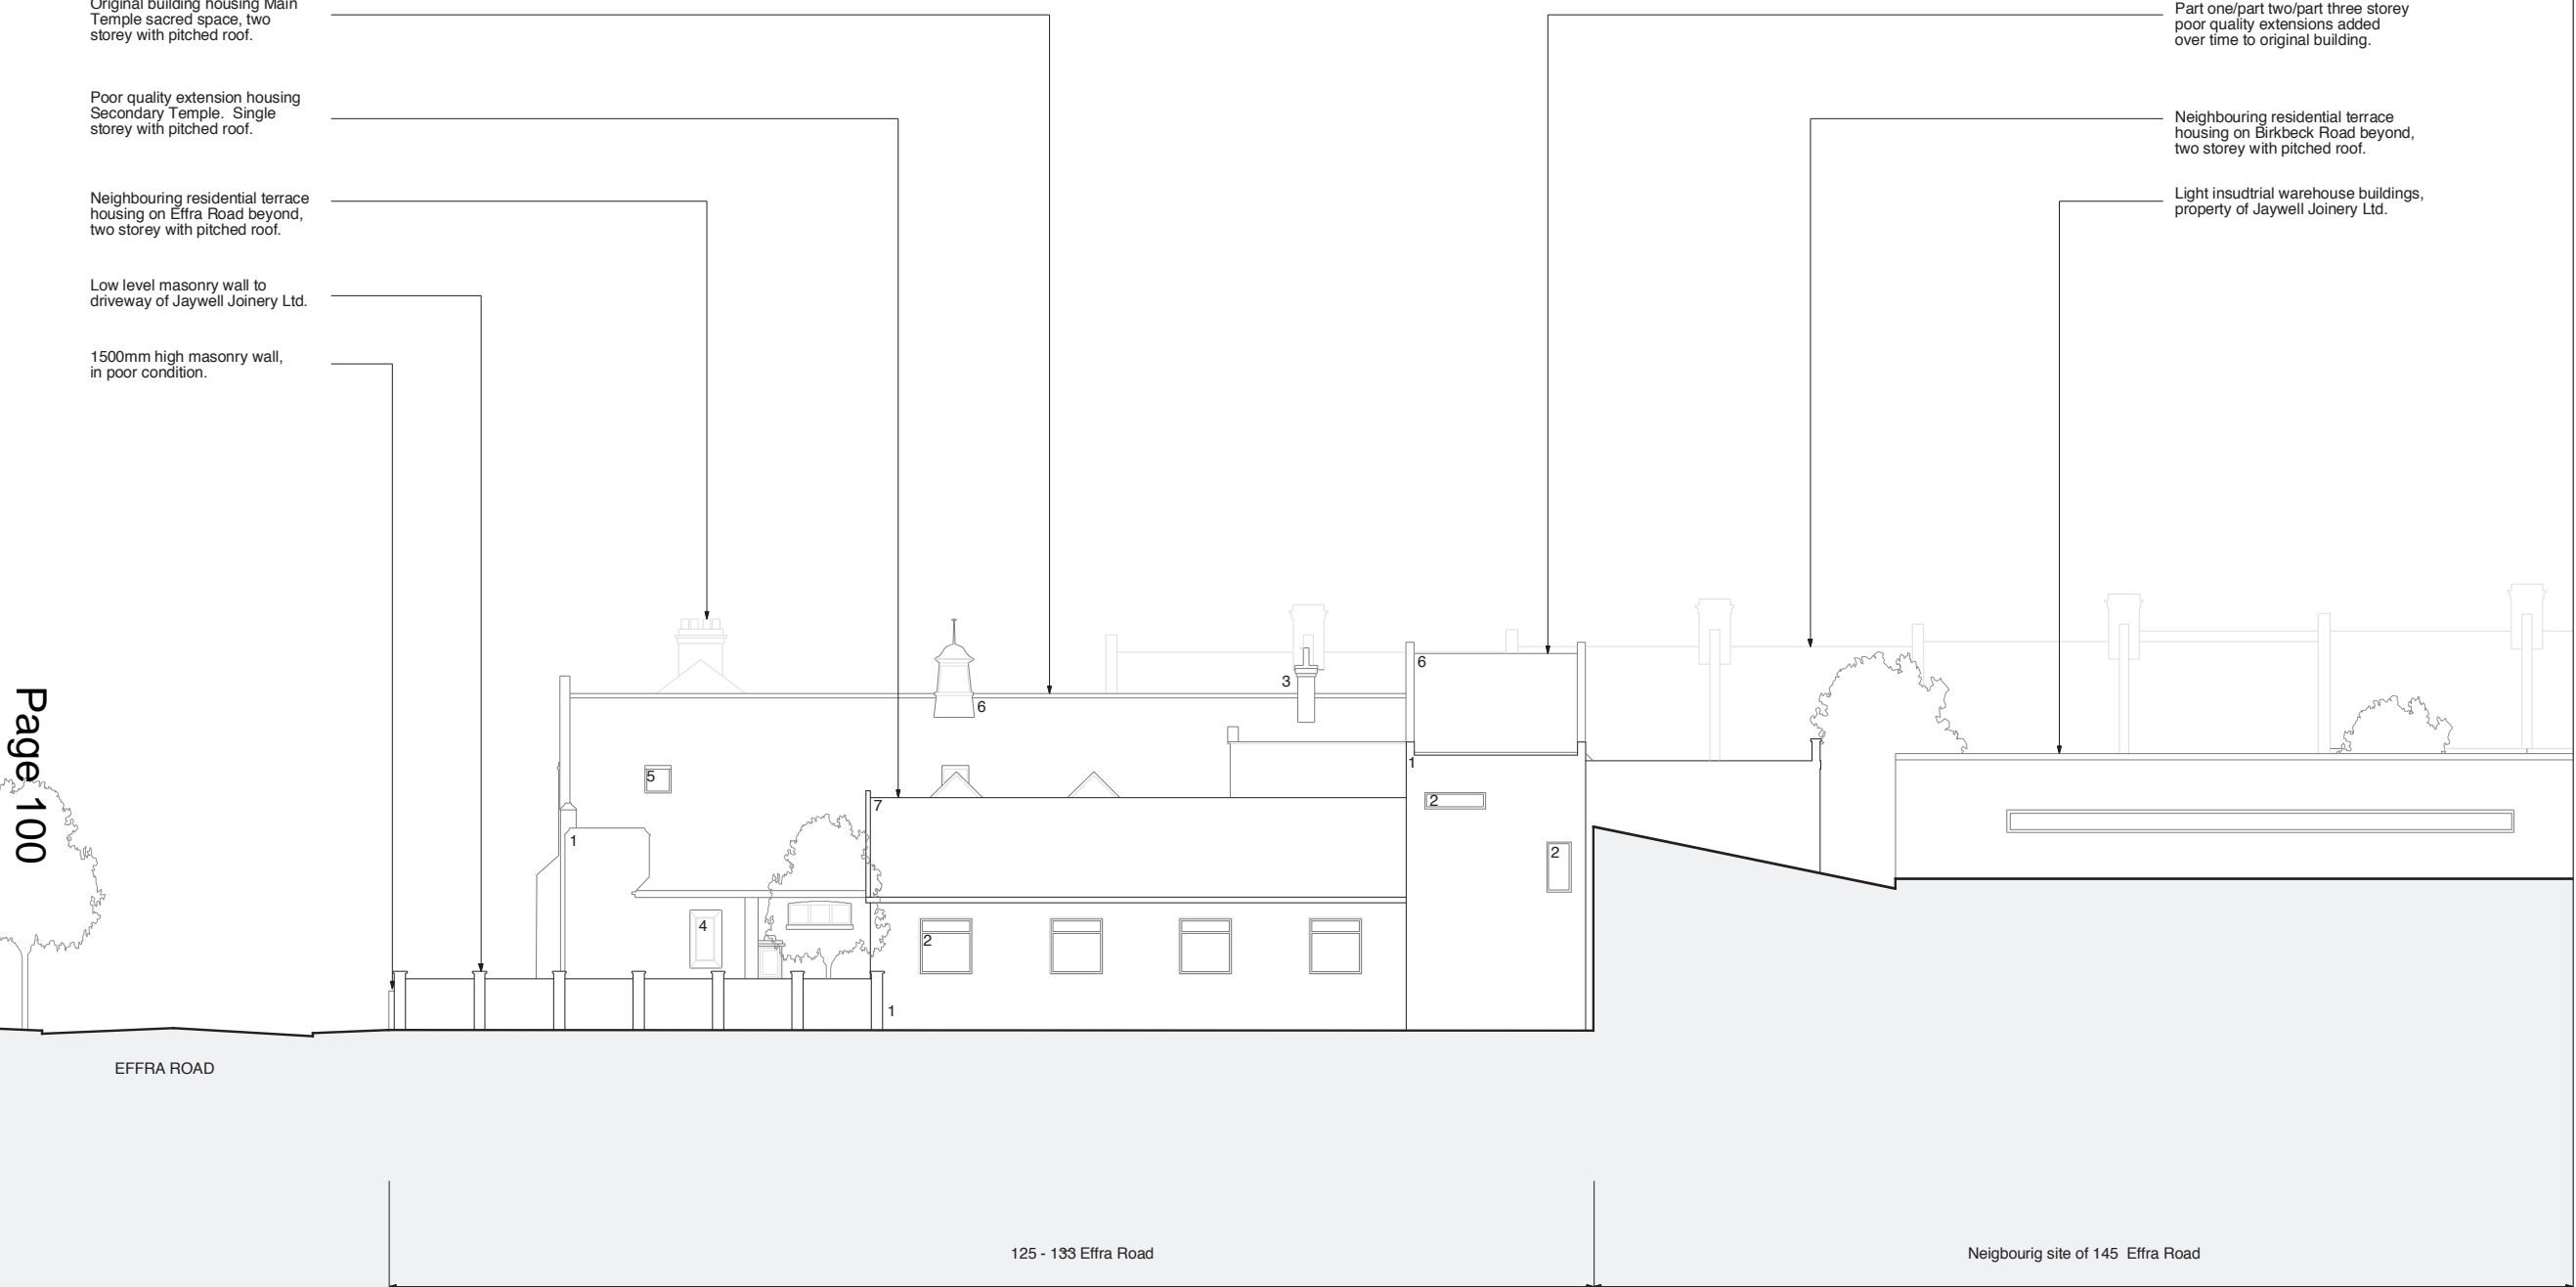 Original building housing Main
Temple sacred space, two
storey with pitched roof.
Poor quality extension housing
Secondary Temple. Single
storey with pitched roof.
Neighbouring residential terrace
housing on Effra Road beyond,
two storey with pitched roof.
Low level masonry wall to
driveway of Jaywell Joinery Ltd.
1500mm high masonry wall,
in poor condition.
Part one/part two/part three storey
poor quality extensions added
over time to original building.
Neighbouring residential terrace
housing on Birkbeck Road beyond,
two storey with pitched roof.
Light insudtrial warehouse buildings,
property of Jaywell Joinery Ltd.
Page 100
6
3
6
1
5
2
7
1
2
4
2
1
EFFRA ROAD
125 - 133 Effra Road
Neigbourig site of 145 Effra Road